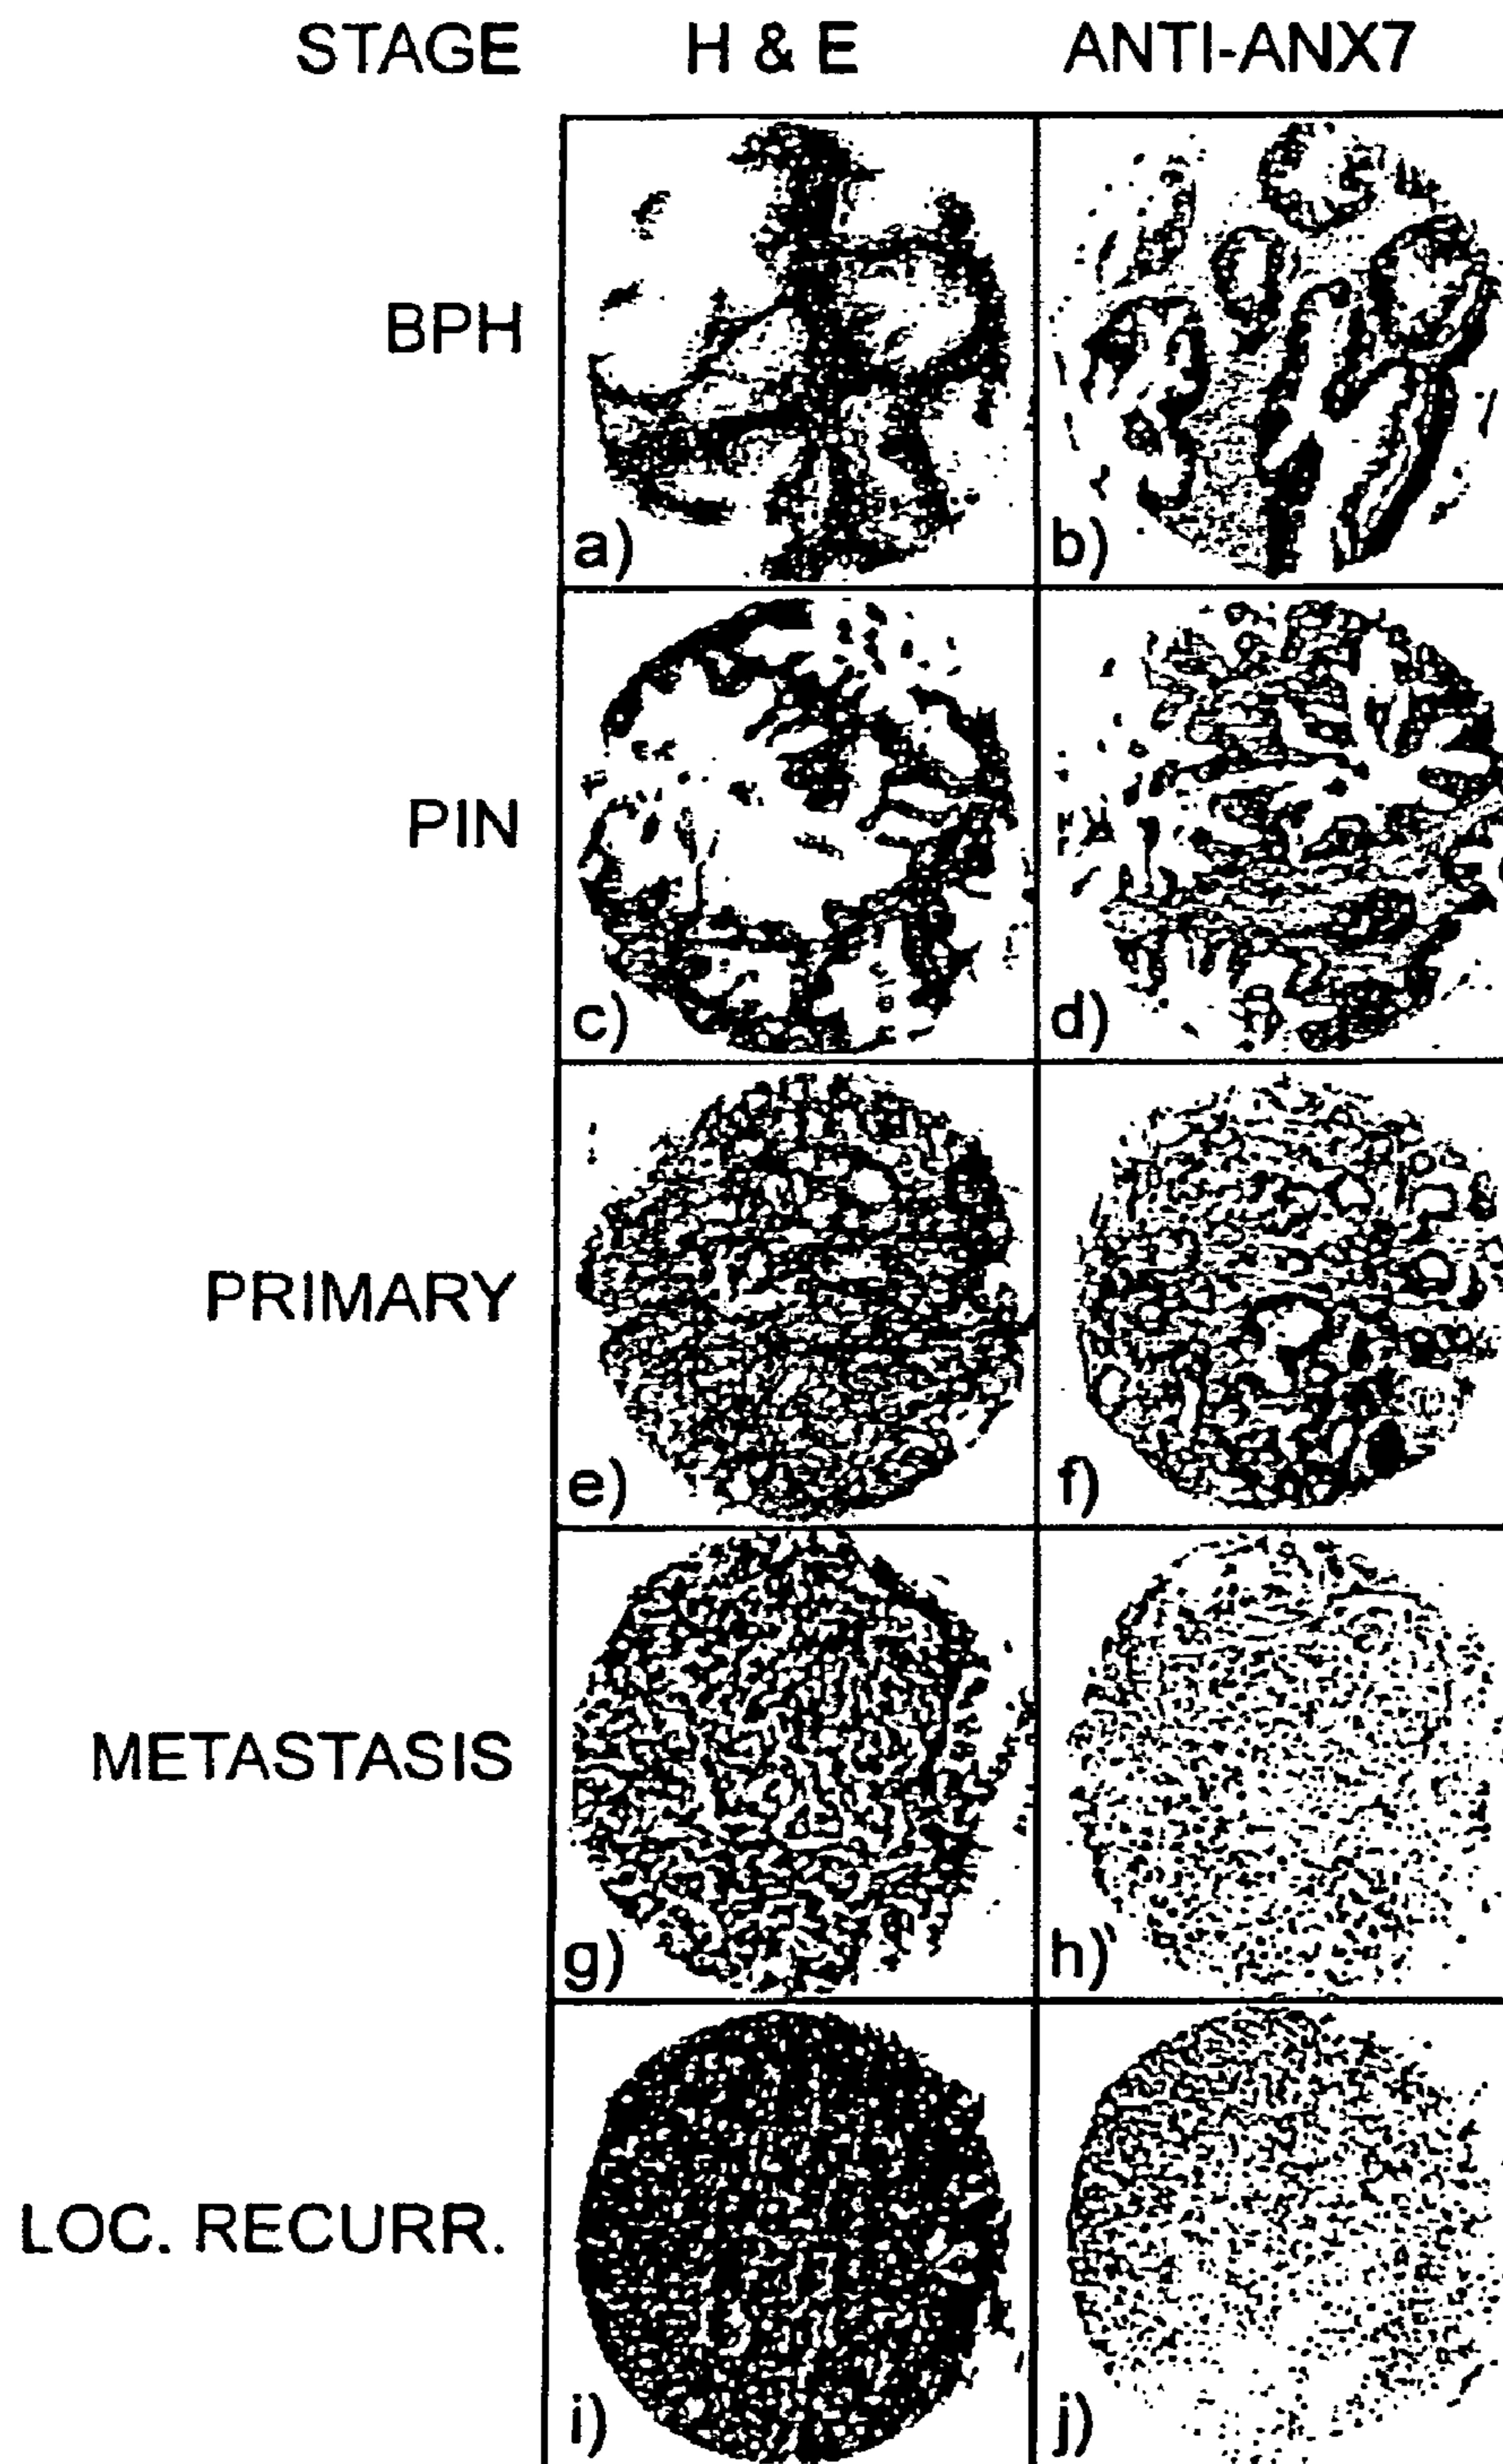 STAGE H & E ANTI-ANX7
BPH
a) b)
PIN
c) d)
PRIMARY
e) f)
METASTASIS
g) h)
LOC. RECURR.
i) j)